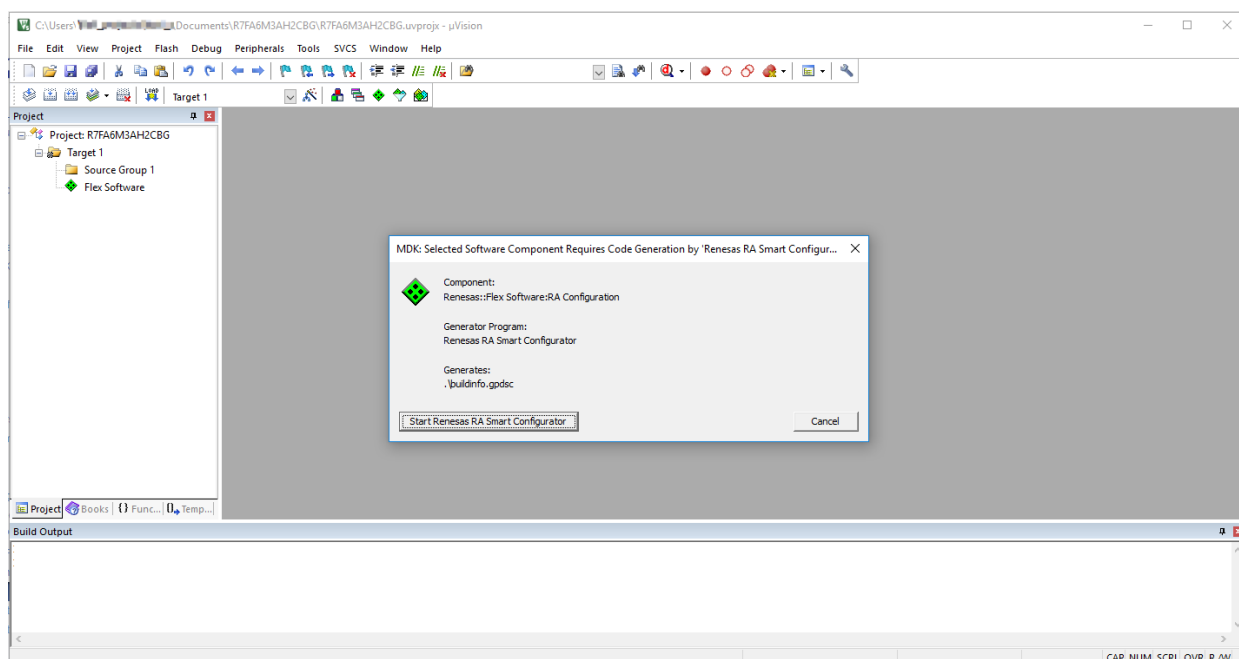 C:\Users\ Documents\R7FA6M3AH2CBG\R7FA6M3AH2CBG.uvprojx - µVision
File Edit View Project Flash Debug Peripherals Tools SVCS Window Help
Target 1
Project
Project: R7FA6M3AH2CBG
Target 1
Source Group 1
Flex Software
MDK: Selected Software Component Requires Code Generation by 'Renesas RA Smart Configur...
Component:
Renesas::Flex Software:RA Configuration
Generator Program:
Renesas RA Smart Configurator
Generates:
.\buildinfo.gpdsc
Start Renesas RA Smart Configurator
Cancel
Project Books {} Func... 0 Temp...
Build Output
CAP NUM SCRL OVR R/W